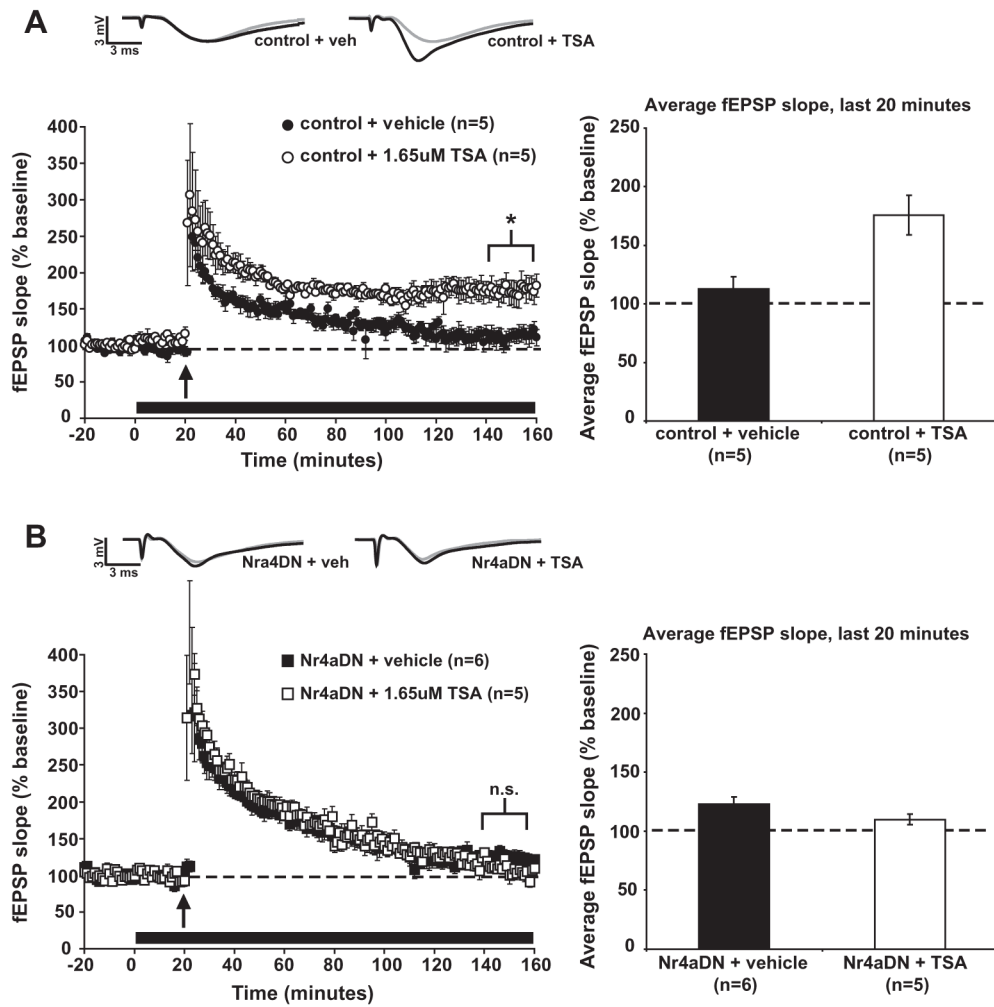 A
3 mV
3 ms
control + veh
control + TSA
fEPSP slope (% baseline)
400
350
300
250
200
150
100
50
0
control + vehicle (n=5)
control + 1.65uM TSA (n=5)
*
-20 0 20 40 60 80 100 120 140 160
Time (minutes)
Average fEPSP slope, last 20 minutes
Average fEPSP slope (% baseline)
250
200
150
100
50
0
control + vehicle
(n=5)
control + TSA
(n=5)
B
3 mV
3 ms
Nra4DN + veh
Nr4aDN + TSA
fEPSP slope (% baseline)
400
350
300
250
200
150
100
50
0
Nr4aDN + vehicle (n=6)
Nr4aDN + 1.65uM TSA (n=5)
n.s.
-20 0 20 40 60 80 100 120 140 160
Time (minutes)
Average fEPSP slope, last 20 minutes
Average fEPSP slope (% baseline)
250
200
150
100
50
0
Nr4aDN + vehicle
(n=6)
Nr4aDN + TSA
(n=5)